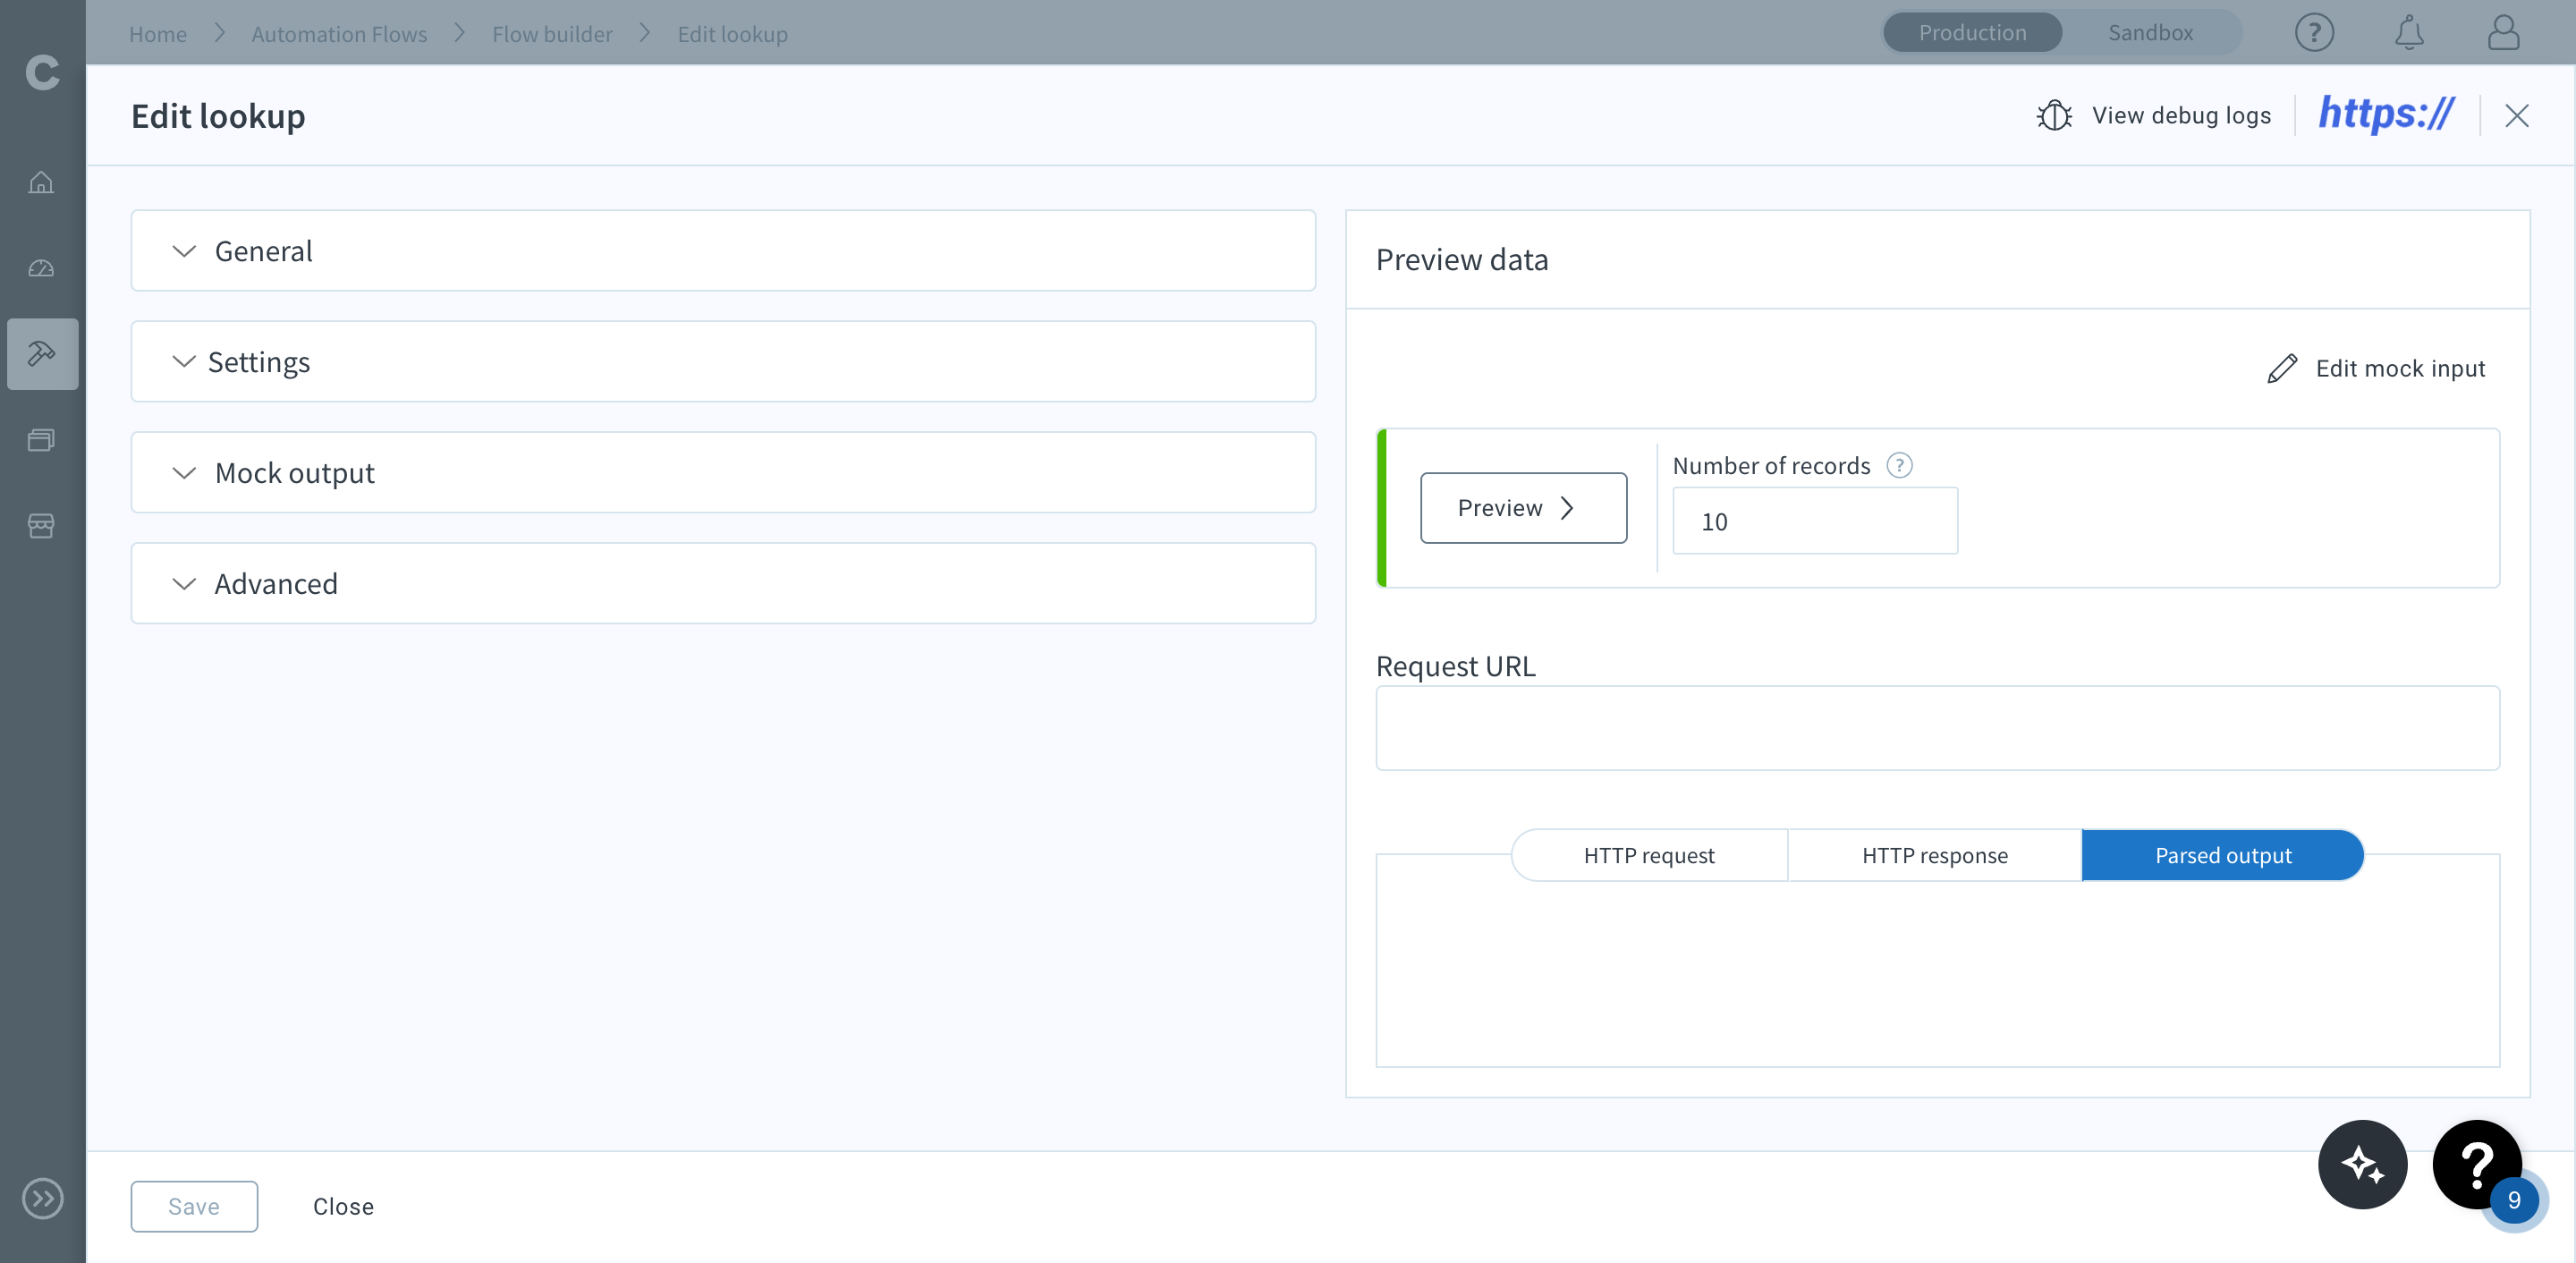 Home Automation Flows Flow builder Edit lookup Production Sandbox ?
C
Edit lookup View debug logs https://
General
Settings
Mock output
Advanced
Preview data
Edit mock input
Preview
Number of records ?
10
Request URL
HTTP request HTTP response Parsed output
Save Close
?
9